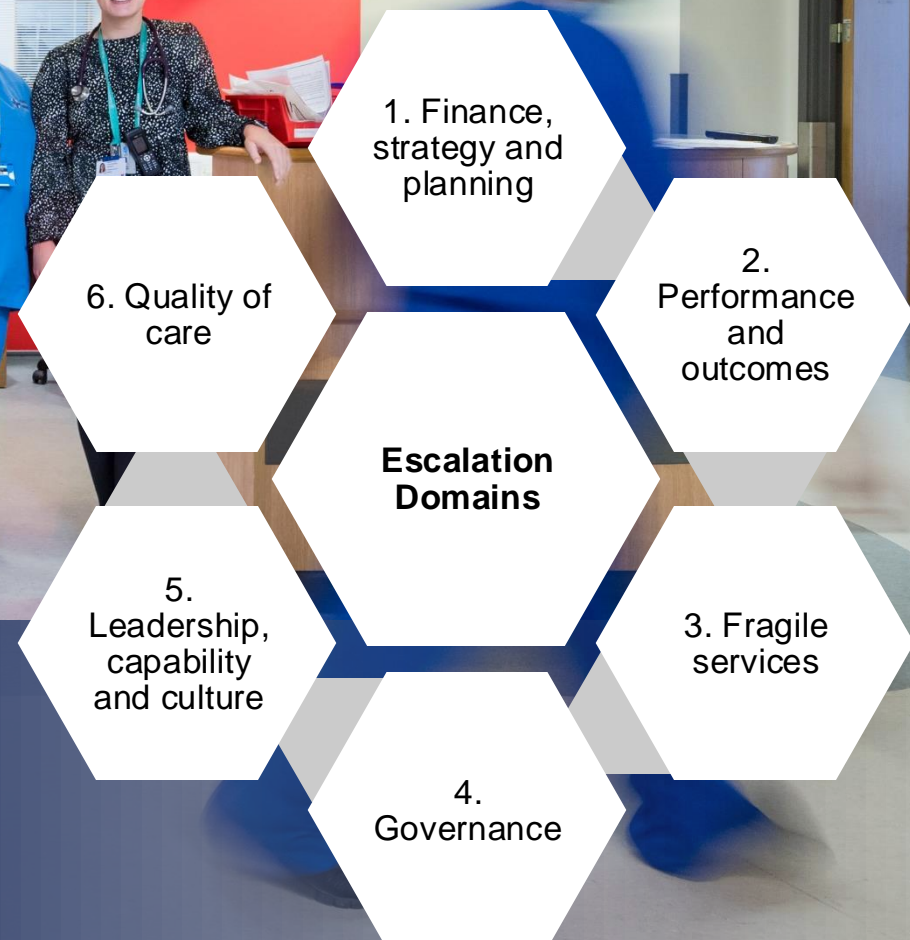 1. Finance,
strategy and
planning
2.
Performance
and
outcomes
3. Fragile
services
4.
Governance
5.
Leadership,
capability
and culture
6. Quality of
care
Escalation
Domains